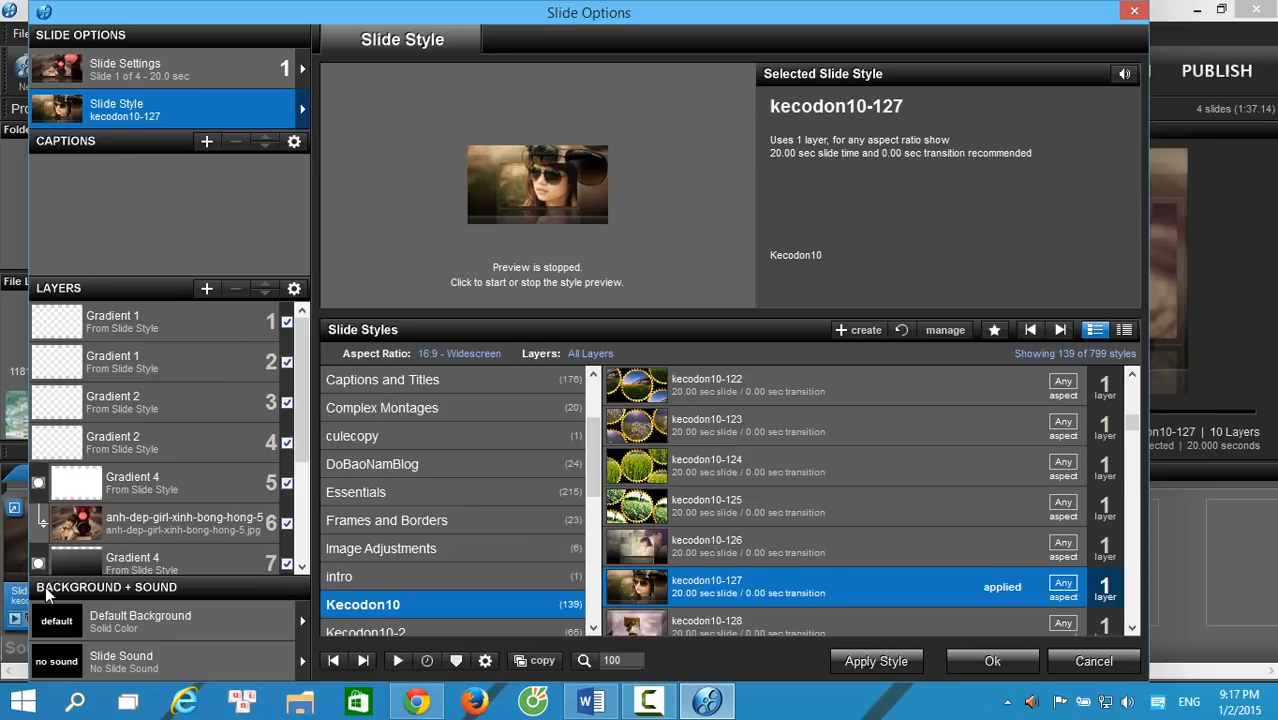 Slide Options
SLIDE OPTIONS
Slide Settings
Slide 1 of 4 - 20.0 sec
1
Slide Style
kecodon10-127
CAPTIONS
LAYERS
Gradient 1
From Slide Style
1
Gradient 1
From Slide Style
2
Gradient 2
From Slide Style
3
Gradient 2
From Slide Style
4
Gradient 4
From Slide Style
5
anh-dep-girl-xinh-bong-hong-5
anh-dep-girl-xinh-bong-hong-5.jpg
6
Gradient 4
From Slide Style
7
BACKGROUND + SOUND
default
Default Background
Solid Color
no sound
Slide Sound
No Slide Sound
Slide Style
Preview is stopped.
Click to start or stop the style preview.
Selected Slide Style
kecodon10-127
Uses 1 layer, for any aspect ratio show
20.00 sec slide time and 0.00 sec transition recommended
Kecodon10
Slide Styles
create
manage
Aspect Ratio: 16:9 - Widescreen
Layers: All Layers
Showing 139 of 799 styles
Captions and Titles (176)
Complex Montages (20)
culecopy (1)
DoBaoNamBlog (24)
Essentials (215)
Frames and Borders (23)
Image Adjustments (6)
intro (1)
Kecodon10 (139)
Kecodon10-2 (65)
kecodon10-122
20.00 sec slide / 0.00 sec transition
Any
aspect
1
layer
kecodon10-123
20.00 sec slide / 0.00 sec transition
Any
aspect
1
layer
kecodon10-124
20.00 sec slide / 0.00 sec transition
Any
aspect
1
layer
kecodon10-125
20.00 sec slide / 0.00 sec transition
Any
aspect
1
layer
kecodon10-126
20.00 sec slide / 0.00 sec transition
Any
aspect
1
layer
kecodon10-127
20.00 sec slide / 0.00 sec transition
applied
Any
aspect
1
layer
kecodon10-128
20.00 sec slide / 0.00 sec transition
Any
aspect
1
copy
100
Apply Style
Ok
Cancel
PUBLISH
4 slides (1:37.14)
10 Layers
20.000 seconds
ENG
9:17 PM
1/2/2015